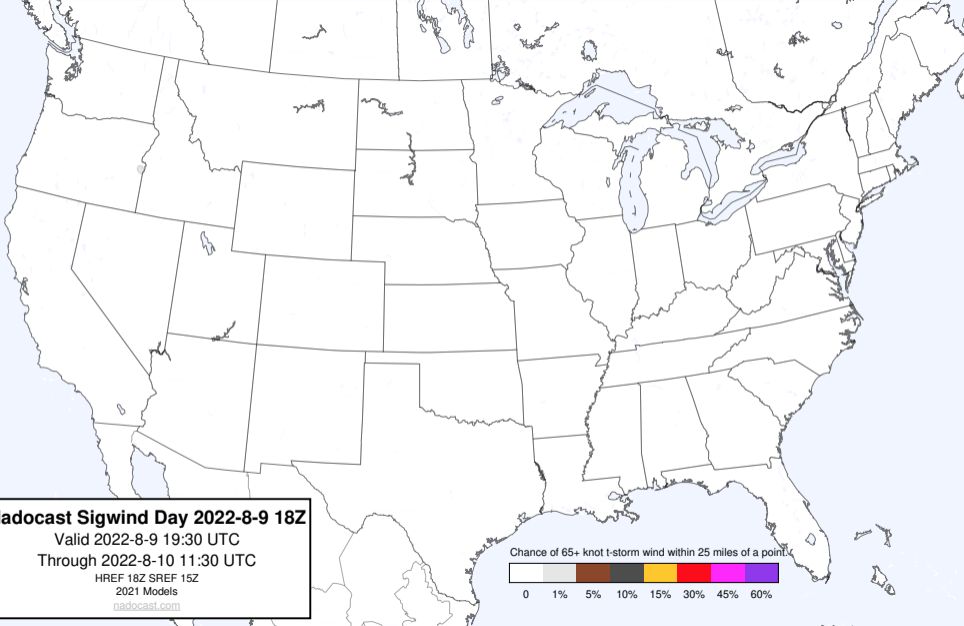 adocast Sigwind Day 2022-8-9 18Z
Valid 2022-8-9 19:30 UTC
Through 2022-8-10 11:30 UTC
HREF 18Z SREF 15Z
2021 Models
nadocast.com
Chance of 65+ knot t-storm wind within 25 miles of a point.
0 1% 5% 10% 15% 30% 45% 60%